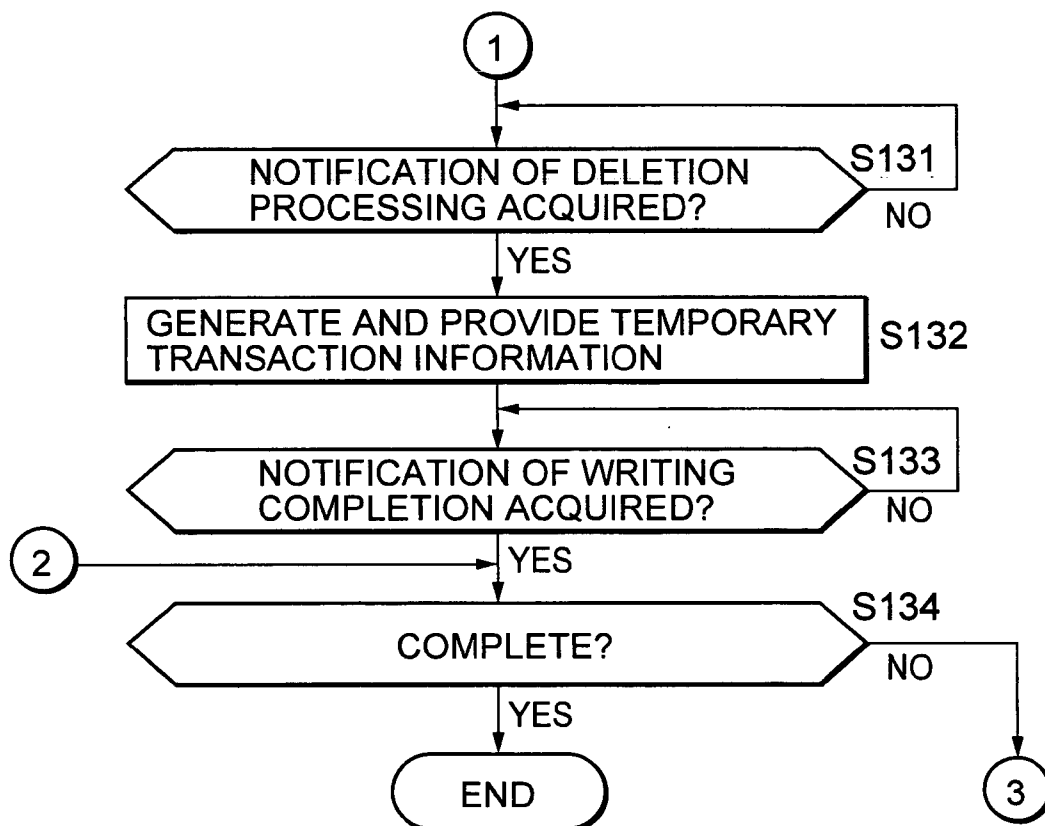 1
NOTIFICATION OF DELETION
PROCESSING ACQUIRED?
S131
NO
YES
GENERATE AND PROVIDE TEMPORARY
TRANSACTION INFORMATION
S132
NOTIFICATION OF WRITING
COMPLETION ACQUIRED?
S133
NO
2
YES
COMPLETE?
S134
NO
YES
END
3